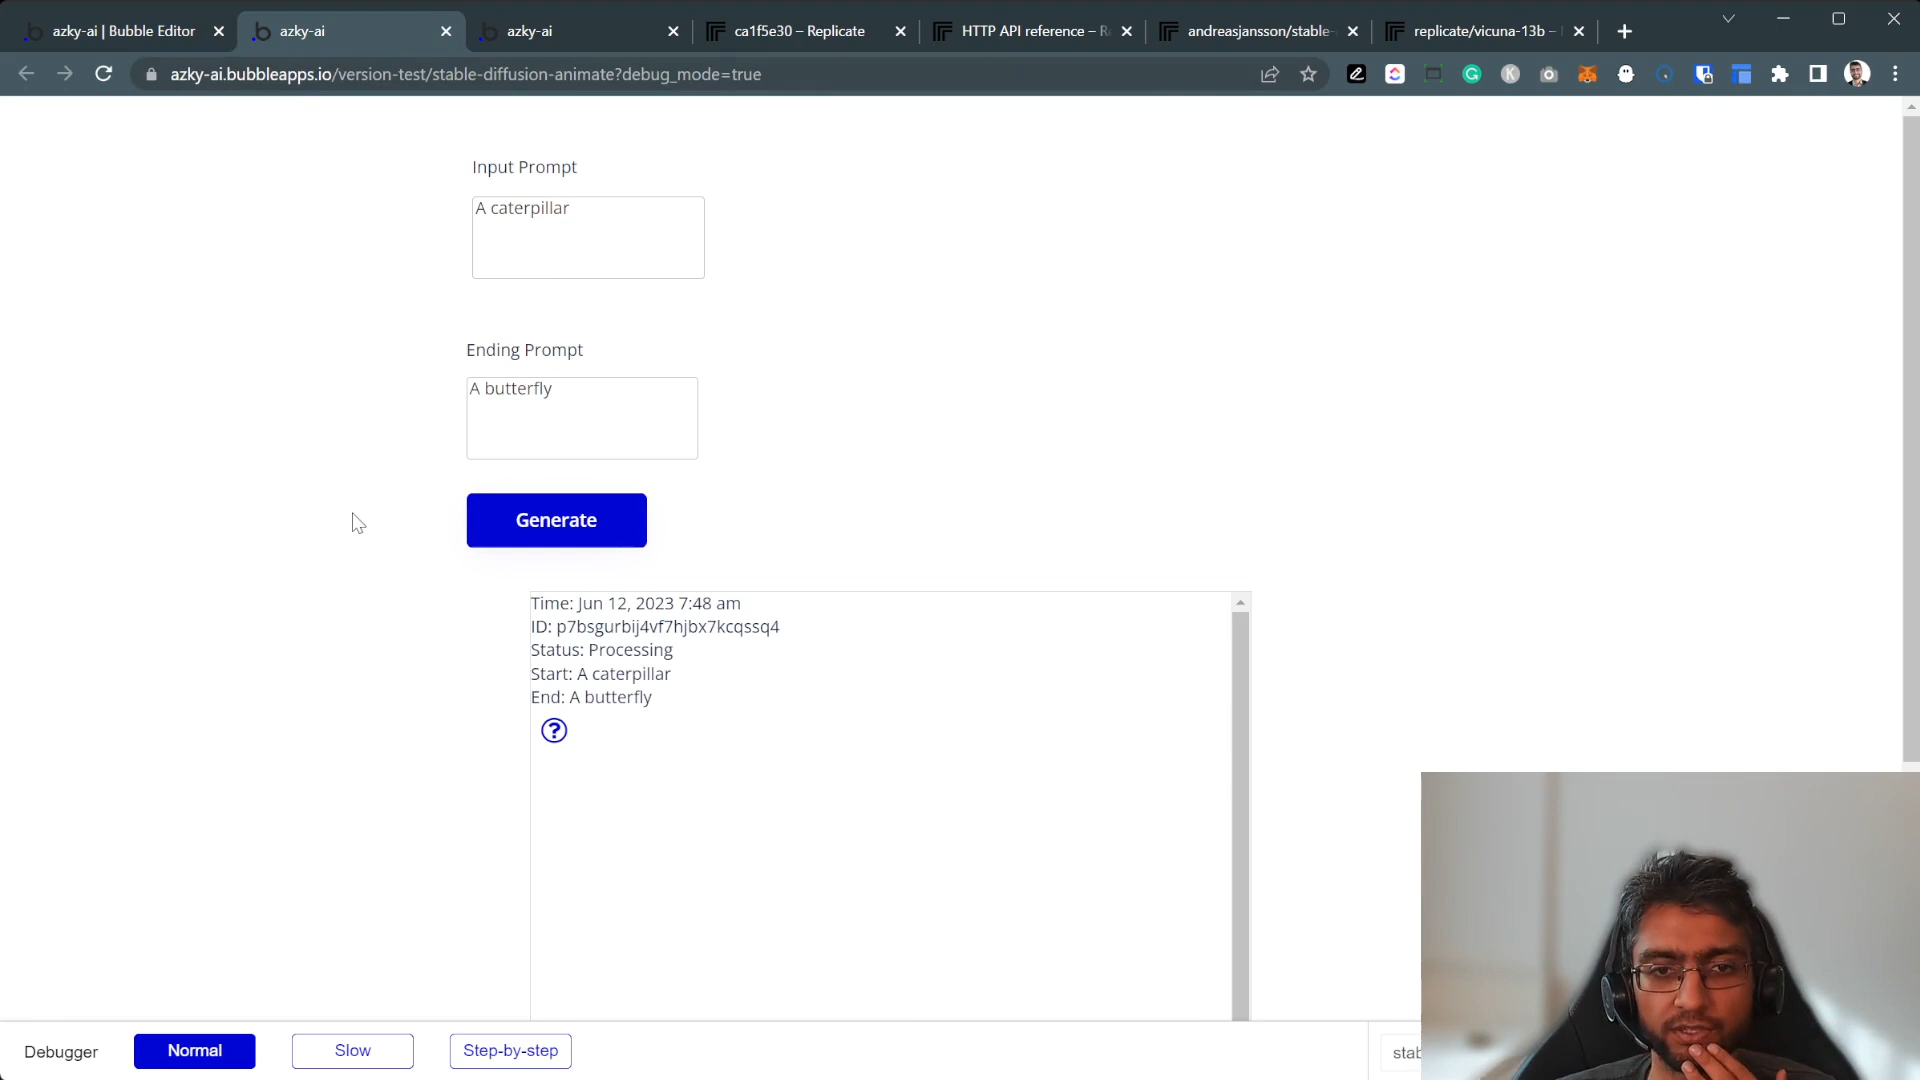 azky-ai | Bubble Editor
azky-ai
azky-ai
ca1f5e30 – Replicate
HTTP API reference – R
andreasjansson/stable-
replicate/vicuna-13b –
azky-ai.bubbleapps.io/version-test/stable-diffusion-animate?debug_mode=true
Input Prompt
A caterpillar
Ending Prompt
A butterfly
Generate
Time: Jun 12, 2023 7:48 am
ID: p7bsgurbij4vf7hjbx7kcqssq4
Status: Processing
Start: A caterpillar
End: A butterfly
Debugger
Normal
Slow
Step-by-step
stab